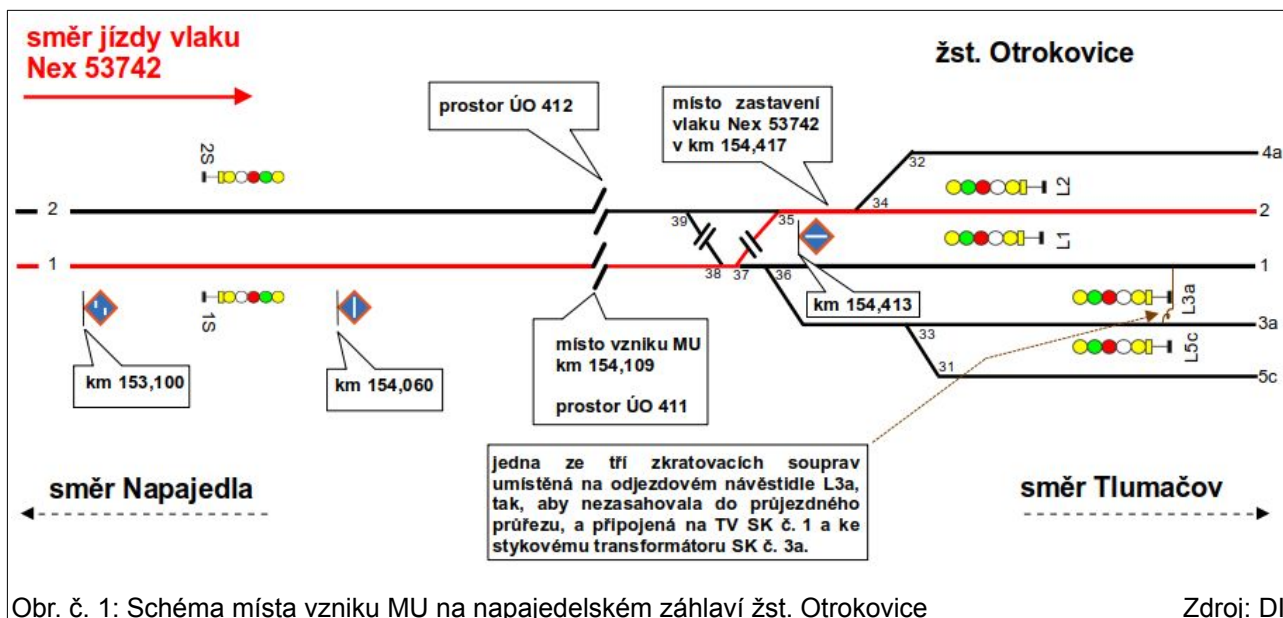 směr jízdy vlaku
Nex 53742
žst. Otrokovice
prostor ÚO 412
místo zastavení
vlaku Nex 53742
v km 154,417
2S
32
4a
L2
2
39
35
34
2
L1
1
38
37
36
1
km 154,413
1S
L3a
33
3a
místo vzniku MU
km 154,109
prostor ÚO 411
L5c
km 153,100
km 154,060
31
5c
jedna ze tří zkratovacích souprav
umístěná na odjezdovém návěstidle L3a,
tak, aby nezasahovala do průjezdného
průřezu, a připojená na TV SK č. 1 a ke
stykovému transformátoru SK č. 3a.
směr Napajedla
směr Tlumačov
Obr. č. 1: Schéma místa vzniku MU na napajedelském záhlaví žst. Otrokovice Zdroj: DI